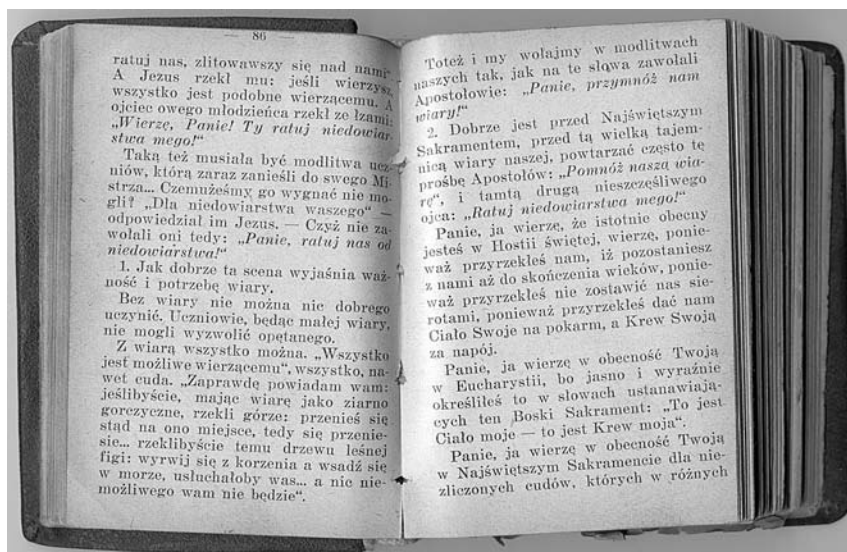 — 86 —
ratuj nas, zlitowawszy się nad nami“
A Jezus rzekł mu: jeśli wierzysz,
wszystko jest podobne wierzącemu. A
ojciec owego młodzieńca rzekł ze łzami:
„Wierzę, Panie! Ty ratuj niedowiar-
stwa mego!“
Taką też musiała być modlitwa ucz-
niów, którą zaraz zanieśli do swego Mi-
strza... Czemużeśmy go wygnać nie mo-
gli? „Dla niedowiarstwa waszego“ —
odpowiedział im Jezus. — Czyż nie za-
wołali oni tedy: „Panie, ratuj nas od
niedowiarstwa!“
1. Jak dobrze ta scena wyjaśnia waż-
ność i potrzebę wiary.
Bez wiary nie można nic dobrego
uczynić. Uczniowie, będąc małej wiary,
nie mogli wyzwolić opętanego.
Z wiarą wszystko można. „Wszystko
jest możliwe wierzącemu“, wszystko, na-
wet cuda. „Zaprawdę powiadam wam:
jeślibyście, mając wiarę jako ziarno
gorczyczne, rzekli górze: przenieś się
stąd na ono miejsce, tedy się przenie-
sie... rzeklibyście temu drzewu leśnej
figi: wyrwij się z korzenia a wsadź się
w morze, usłuchałoby was... a nic nie-
możliwego wam nie będzie“.
Toteż i my wołajmy w modlitwach
naszych tak, jak na te słowa zawołali
Apostołowie: „Panie, przymnóż nam
wiary!“
2. Dobrze jest przed Najświętszym
Sakramentem, przed tą wielką tajem-
nicą wiary naszej, powtarzać często tę
prośbę Apostołów: „Pomnóż naszą wia-
rę“, i tamtą drugą nieszczęśliwego
ojca: „Ratuj niedowiarstwa mego!“
Panie, ja wierzę, że istotnie obecny
jesteś w Hostii świętej, wierzę, ponie-
waż przyrzekłeś nam, iż pozostaniesz
z nami aż do skończenia wieków, ponie-
waż przyrzekłeś nie zostawić nas sie-
rotami, ponieważ przyrzekłeś dać nam
Ciało Swoje na pokarm, a Krew Swoją
za napój.
Panie, ja wierzę w obecność Twoją
w Eucharystii, bo jasno i wyraźnie
określiłeś to w słowach ustanawiają-
cych ten Boski Sakrament: „To jest
Ciało moje — to jest Krew moja“.
Panie, ja wierzę w obecność Twoją
w Najświętszym Sakramencie dla nie-
zliczonych cudów, których w różnych